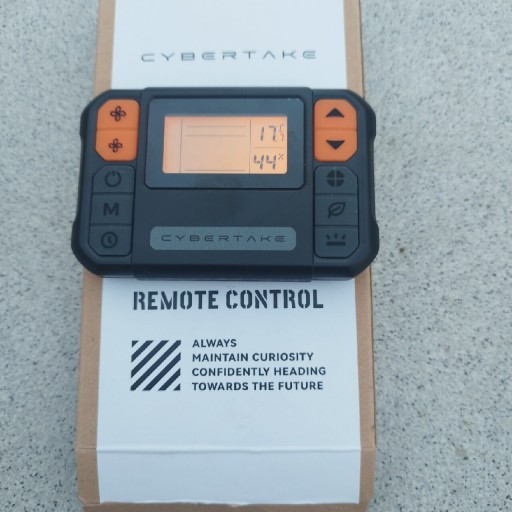 CYBERTAKE
17°C
44%
M
CYBERTAKE
REMOTE CONTROL
ALWAYS
MAINTAIN CURIOSITY
CONFIDENTLY HEADING
TOWARDS THE FUTURE